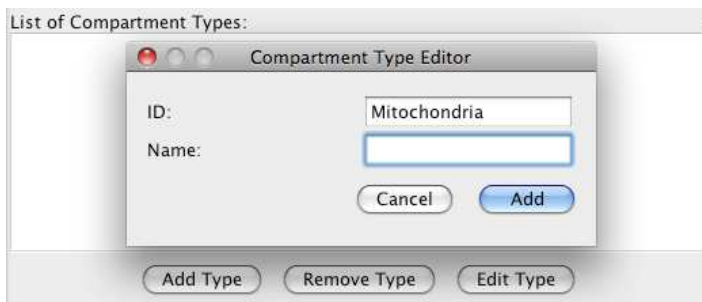 List of Compartment Types:
Compartment Type Editor
ID: Mitochondria
Name:
Cancel Add
Add Type Remove Type Edit Type